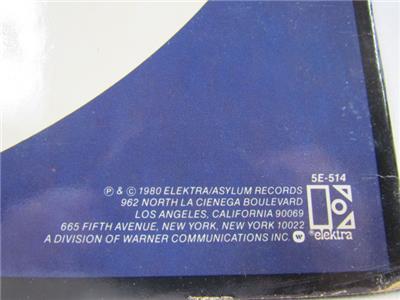 5E-514
Ⓟ & © 1980 ELEKTRA/ASYLUM RECORDS
962 NORTH LA CIENEGA BOULEVARD
LOS ANGELES, CALIFORNIA 90069
665 FIFTH AVENUE, NEW YORK, NEW YORK 10022
A DIVISION OF WARNER COMMUNICATIONS INC. W
elektra